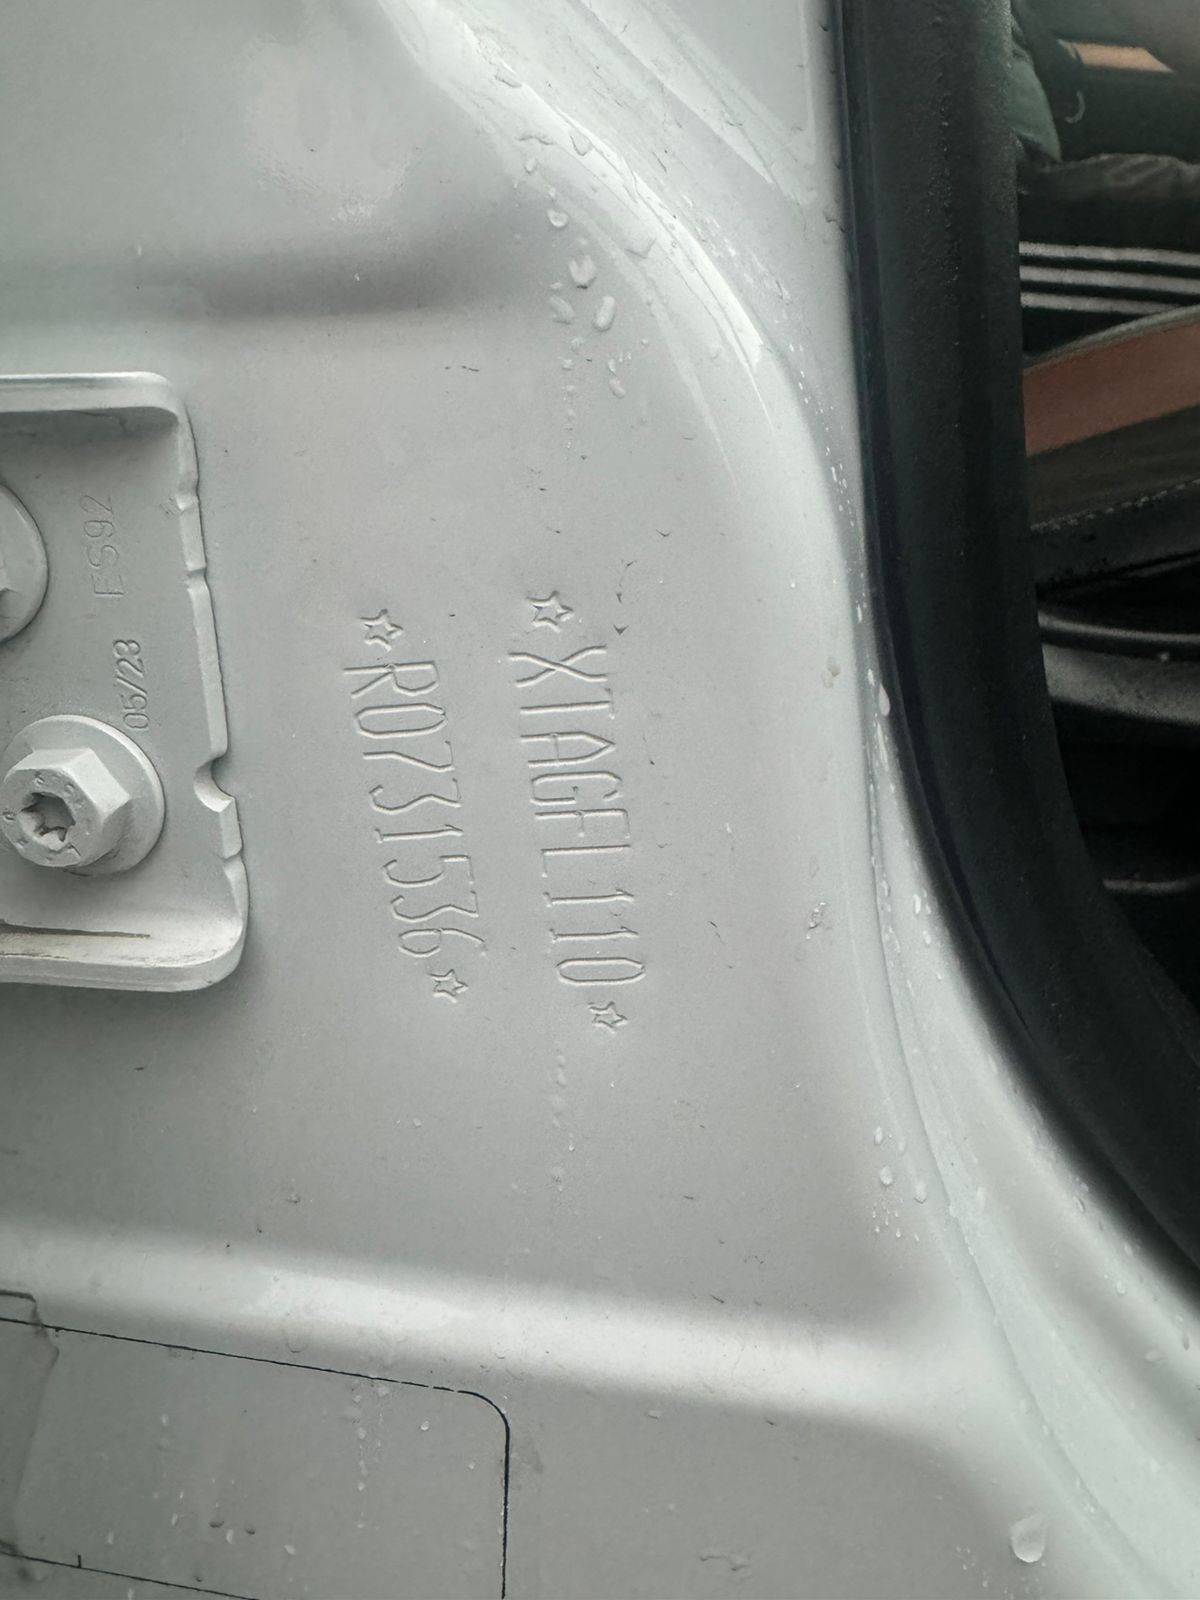 ☆XTAGFL110☆
☆R0731536☆
ES92
05/23